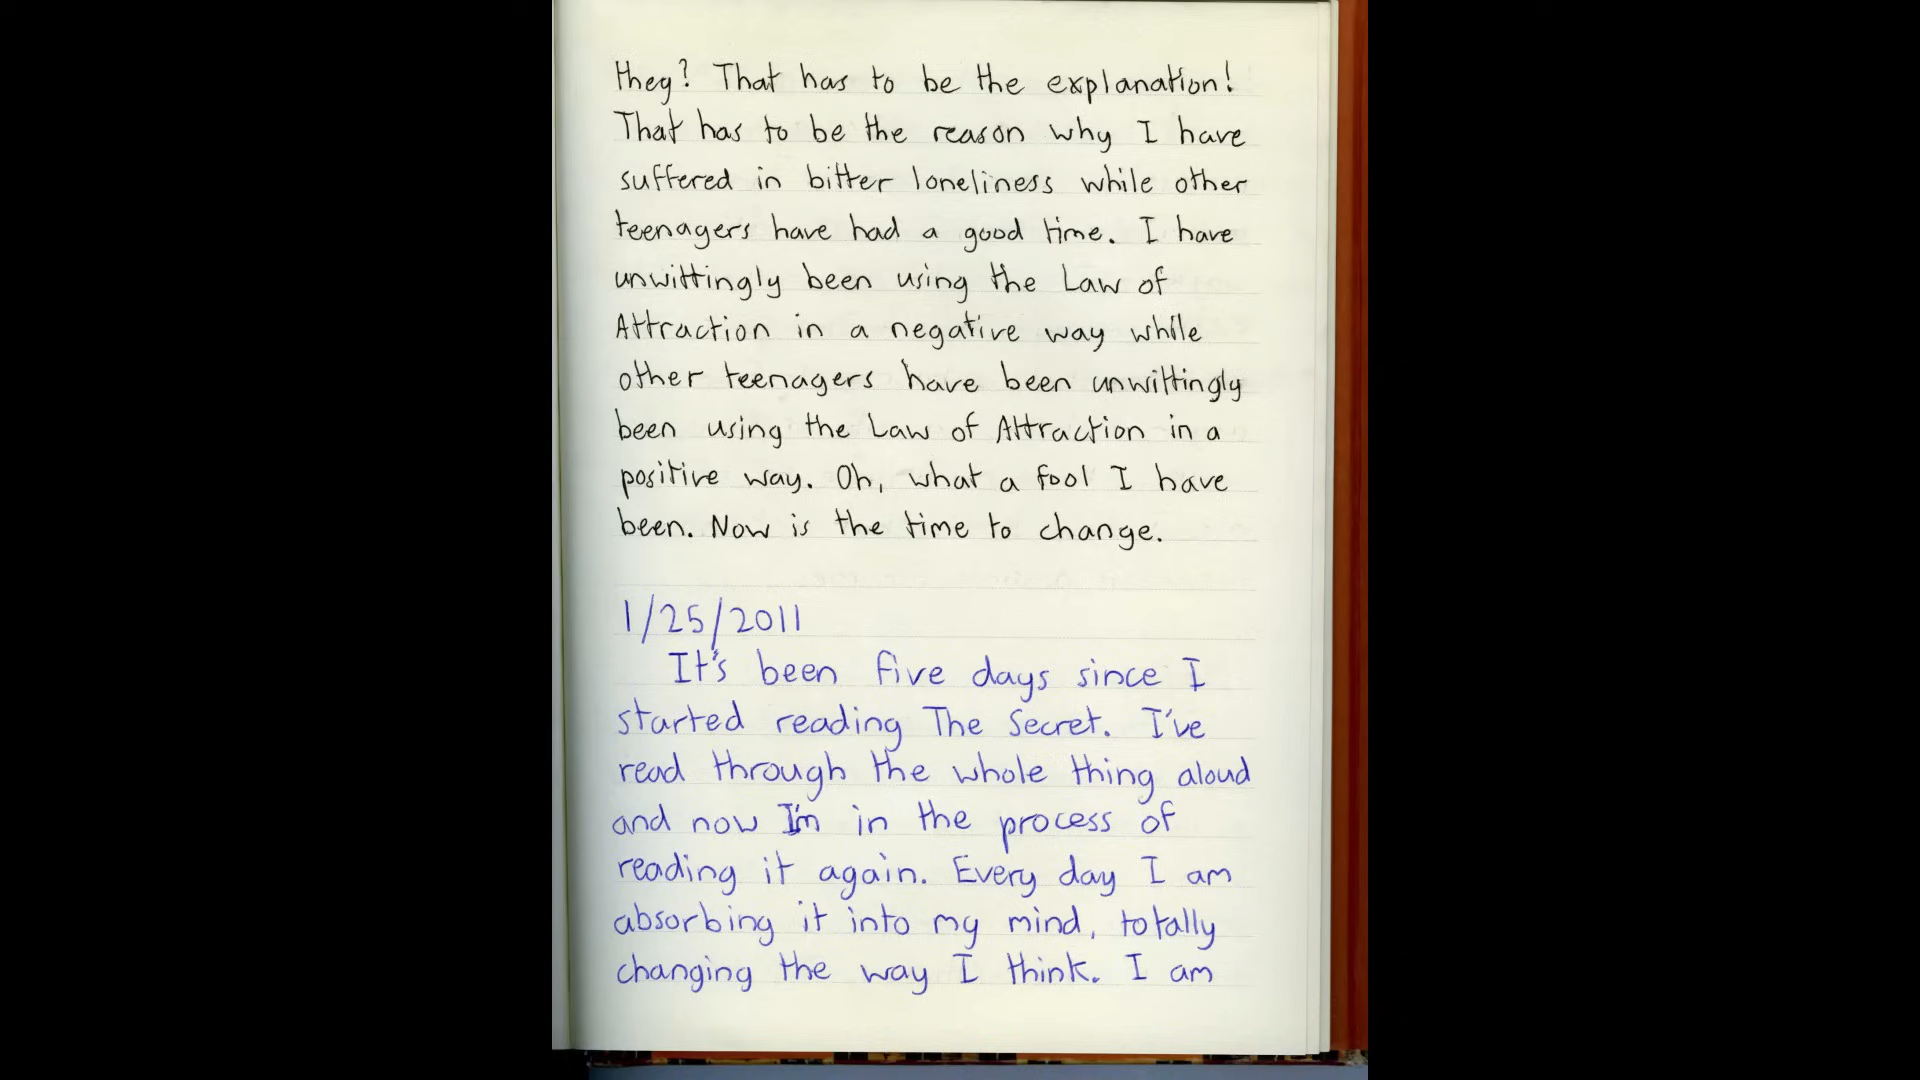 they? That has to be the explanation!
That has to be the reason why I have
suffered in bitter loneliness while other
teenagers have had a good time. I have
unwittingly been using the Law of
Attraction in a negative way while
other teenagers have been unwittingly
been using the Law of Attraction in a
positive way. Oh, what a fool I have
been. Now is the time to change.
1/25/2011
It's been five days since I
started reading The Secret. I've
read through the whole thing aloud
and now I'm in the process of
reading it again. Every day I am
absorbing it into my mind, totally
changing the way I think. I am